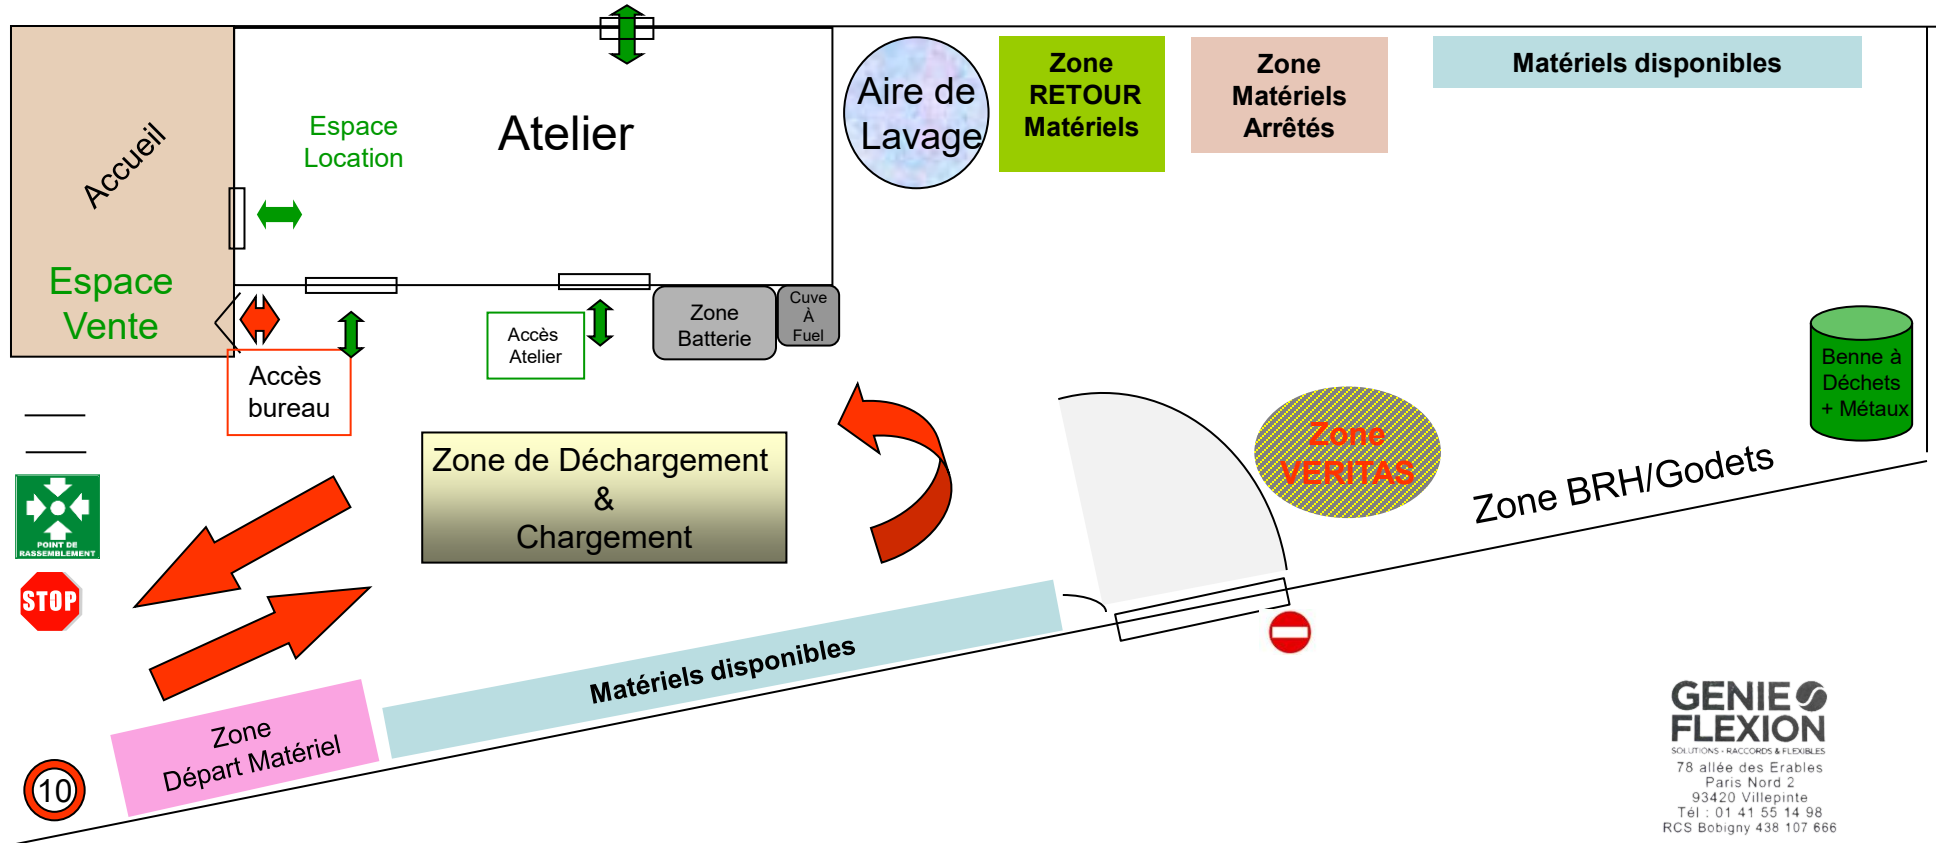 Accueil
Espace
Vente
Espace
Location
Atelier
Aire de
Lavage
Zone
RETOUR
Matériels
Zone
Matériels
Arrêtés
Matériels disponibles
Accès
bureau
Accès
Atelier
Zone
Batterie
Cuve
À
Fuel
Benne à
Déchets
+ Métaux
Zone de Déchargement
&
Chargement
Zone
VERITAS
Zone BRH/Godets
POINT DE
RASSEMBLEMENT
STOP
Matériels disponibles
Zone
Départ Matériel
10
GENIE
FLEXION
SOLUTIONS - RACCORDS & FLEXIBLES
78 allée des Erables
Paris Nord 2
93420 Villepinte
Tél : 01 41 55 14 98
RCS Bobigny 438 107 666